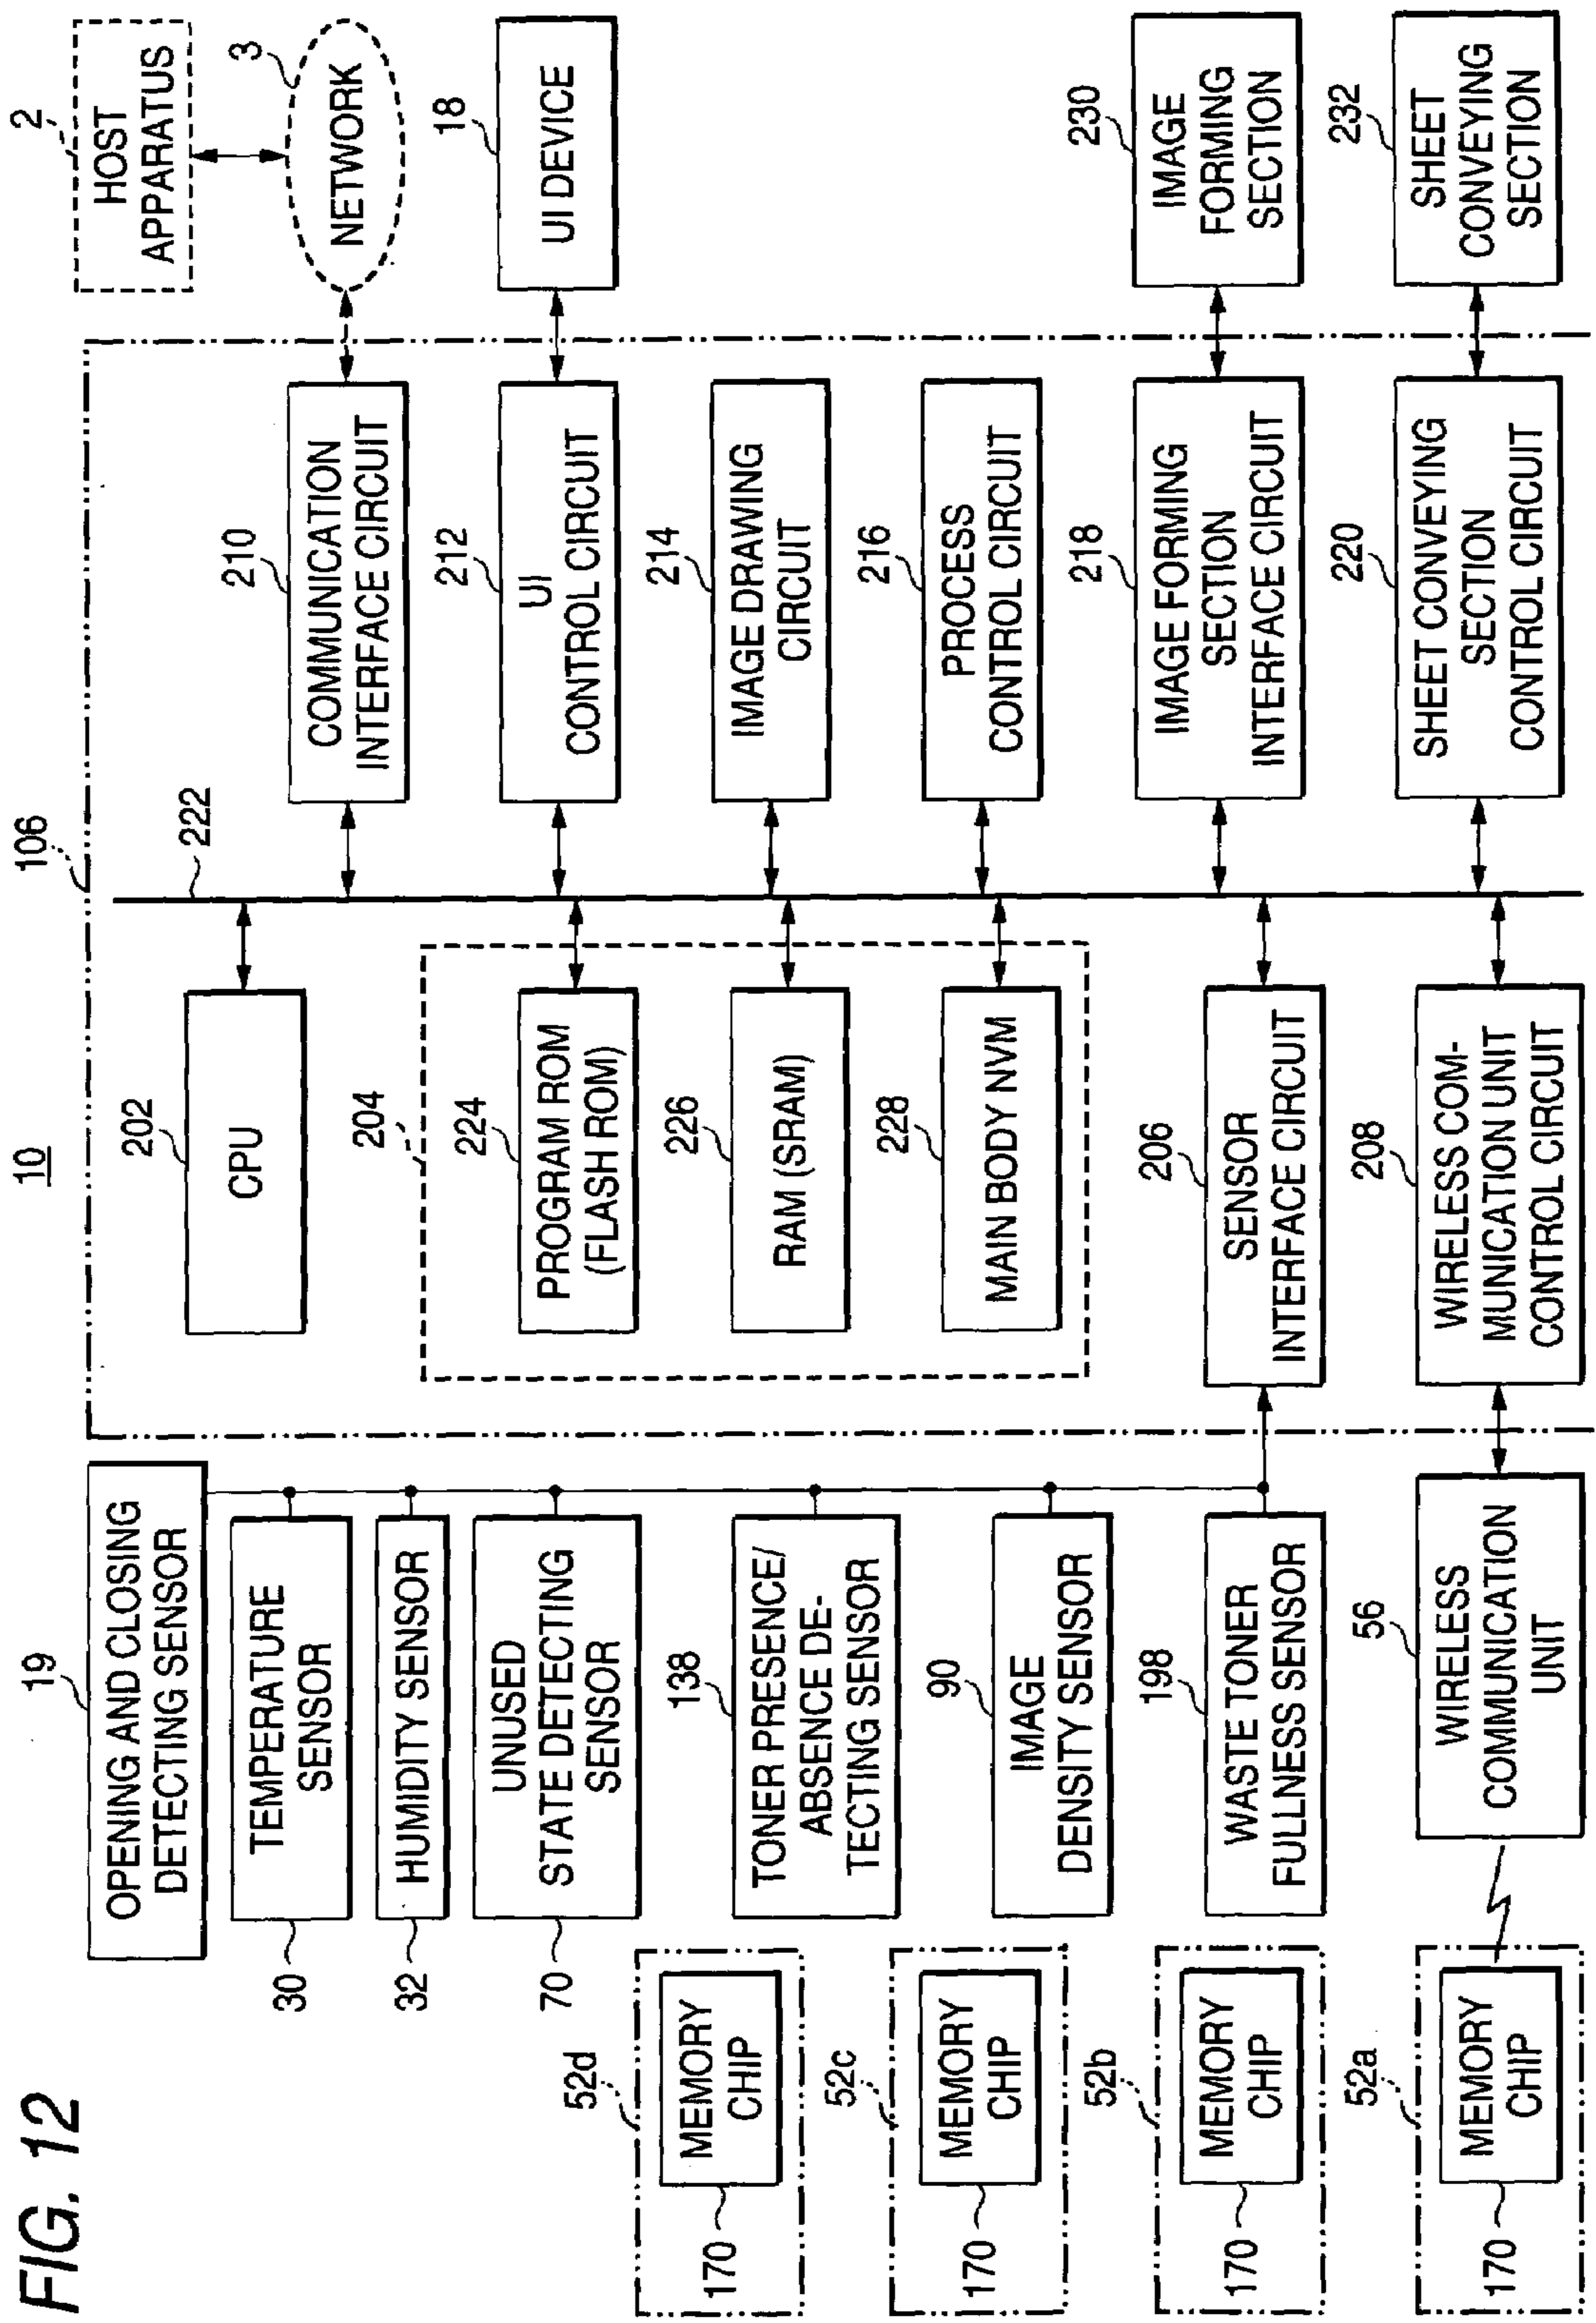 FIG. 12
10
106
19
OPENING AND CLOSING
DETECTING SENSOR
30
TEMPERATURE
SENSOR
32
HUMIDITY SENSOR
70
UNUSED
STATE DETECTING
SENSOR
138
TONER PRESENCE/
ABSENCE DE-
TECTING SENSOR
90
IMAGE
DENSITY SENSOR
198
WASTE TONER
FULLNESS SENSOR
56
WIRELESS
COMMUNICATION
UNIT
52d
MEMORY
CHIP
170
52c
MEMORY
CHIP
170
52b
MEMORY
CHIP
170
52a
MEMORY
CHIP
170
202
CPU
204
224
PROGRAM ROM
(FLASH ROM)
226
RAM (SRAM)
228
MAIN BODY NVM
206
SENSOR
INTERFACE CIRCUIT
208
WIRELESS COM-
MUNICATION UNIT
CONTROL CIRCUIT
222
210
COMMUNICATION
INTERFACE CIRCUIT
212
UI
CONTROL CIRCUIT
214
IMAGE DRAWING
CIRCUIT
216
PROCESS
CONTROL CIRCUIT
218
IMAGE FORMING
SECTION
INTERFACE CIRCUIT
220
SHEET CONVEYING
SECTION
CONTROL CIRCUIT
2
HOST
APPARATUS
3
NETWORK
18
UI DEVICE
230
IMAGE
FORMING
SECTION
232
SHEET
CONVEYING
SECTION